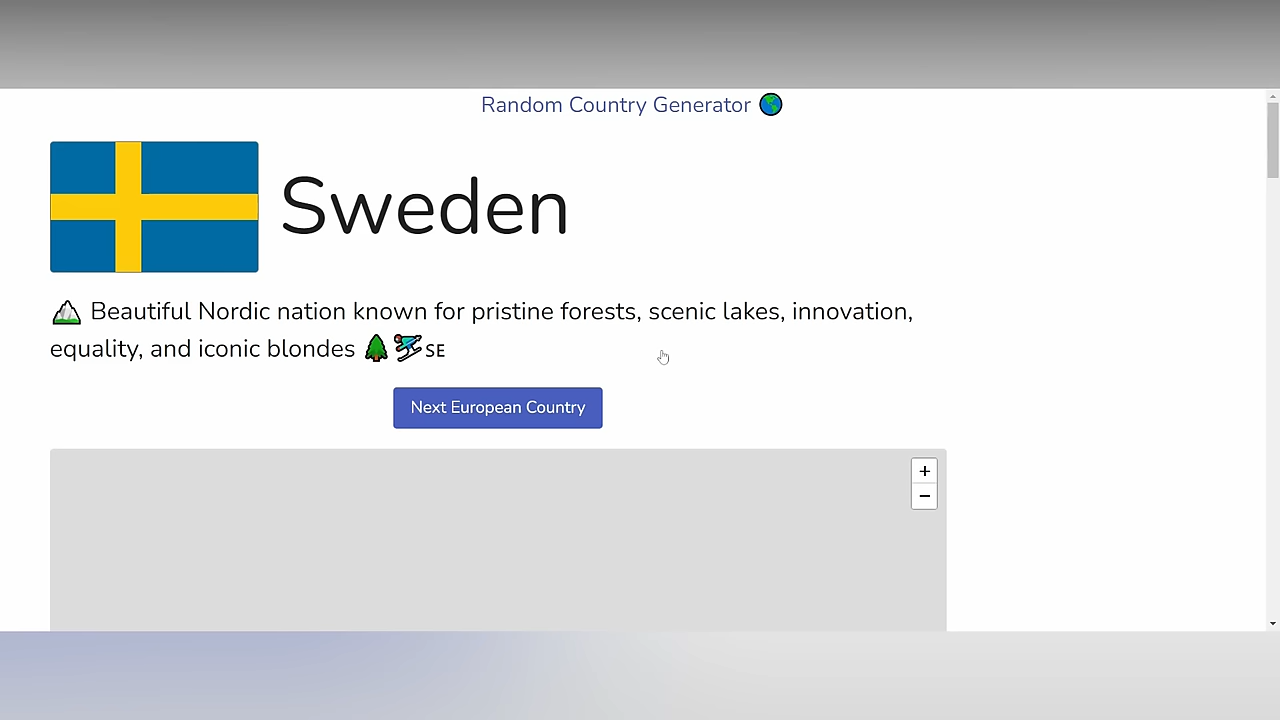 Random Country Generator
Sweden
Beautiful Nordic nation known for pristine forests, scenic lakes, innovation,
equality, and iconic blondes SE
Next European Country
+
−